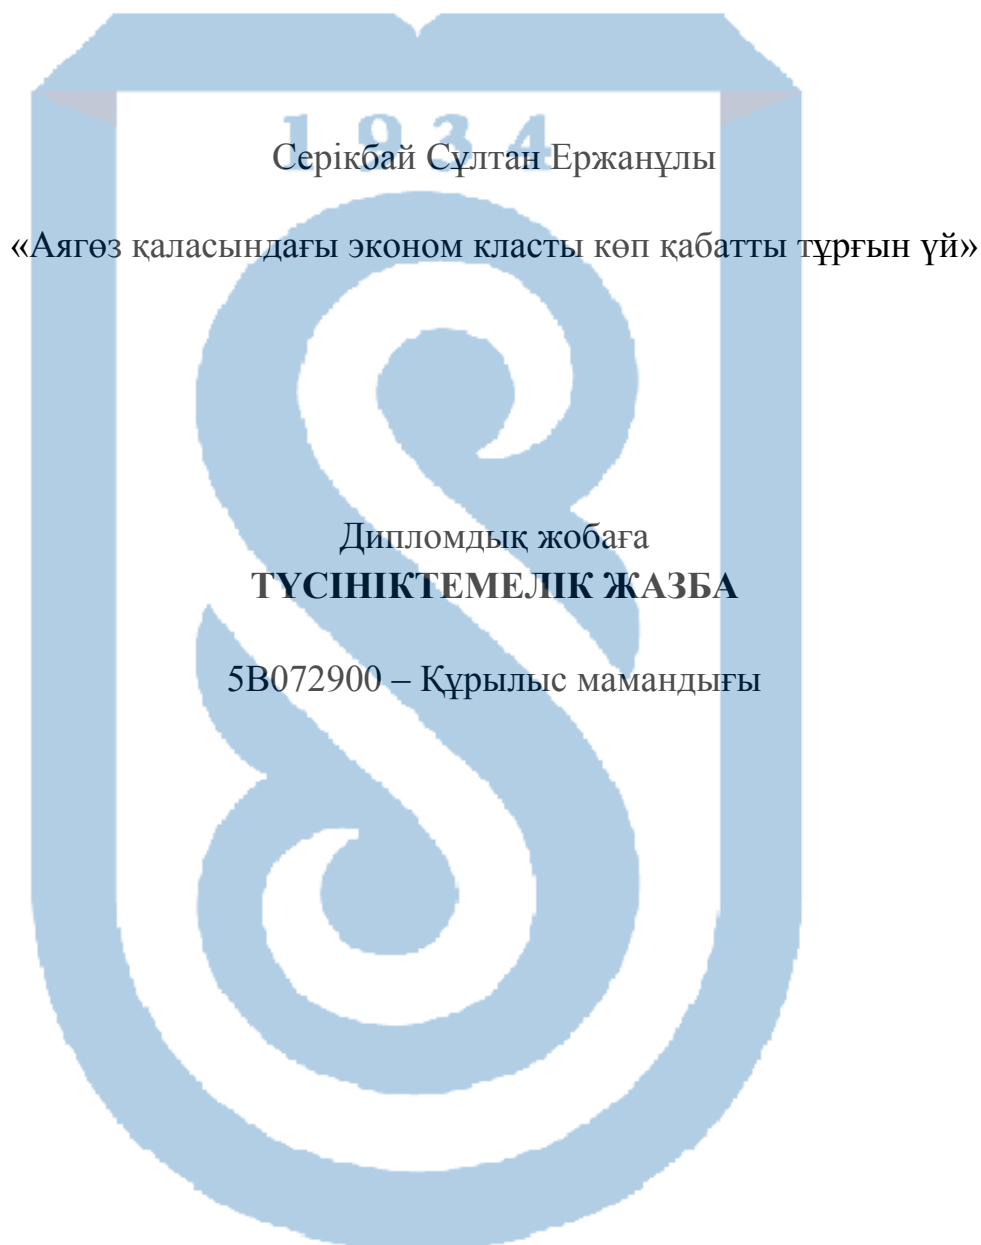 1934
Серікбай Сұлтан Ержанұлы
«Аягөз қаласындағы эконом класты көп қабатты тұрғын үй»
Дипломдық жобаға
ТҮСІНІКТЕМЕЛІК ЖАЗБА
5В072900 – Құрылыс мамандығы